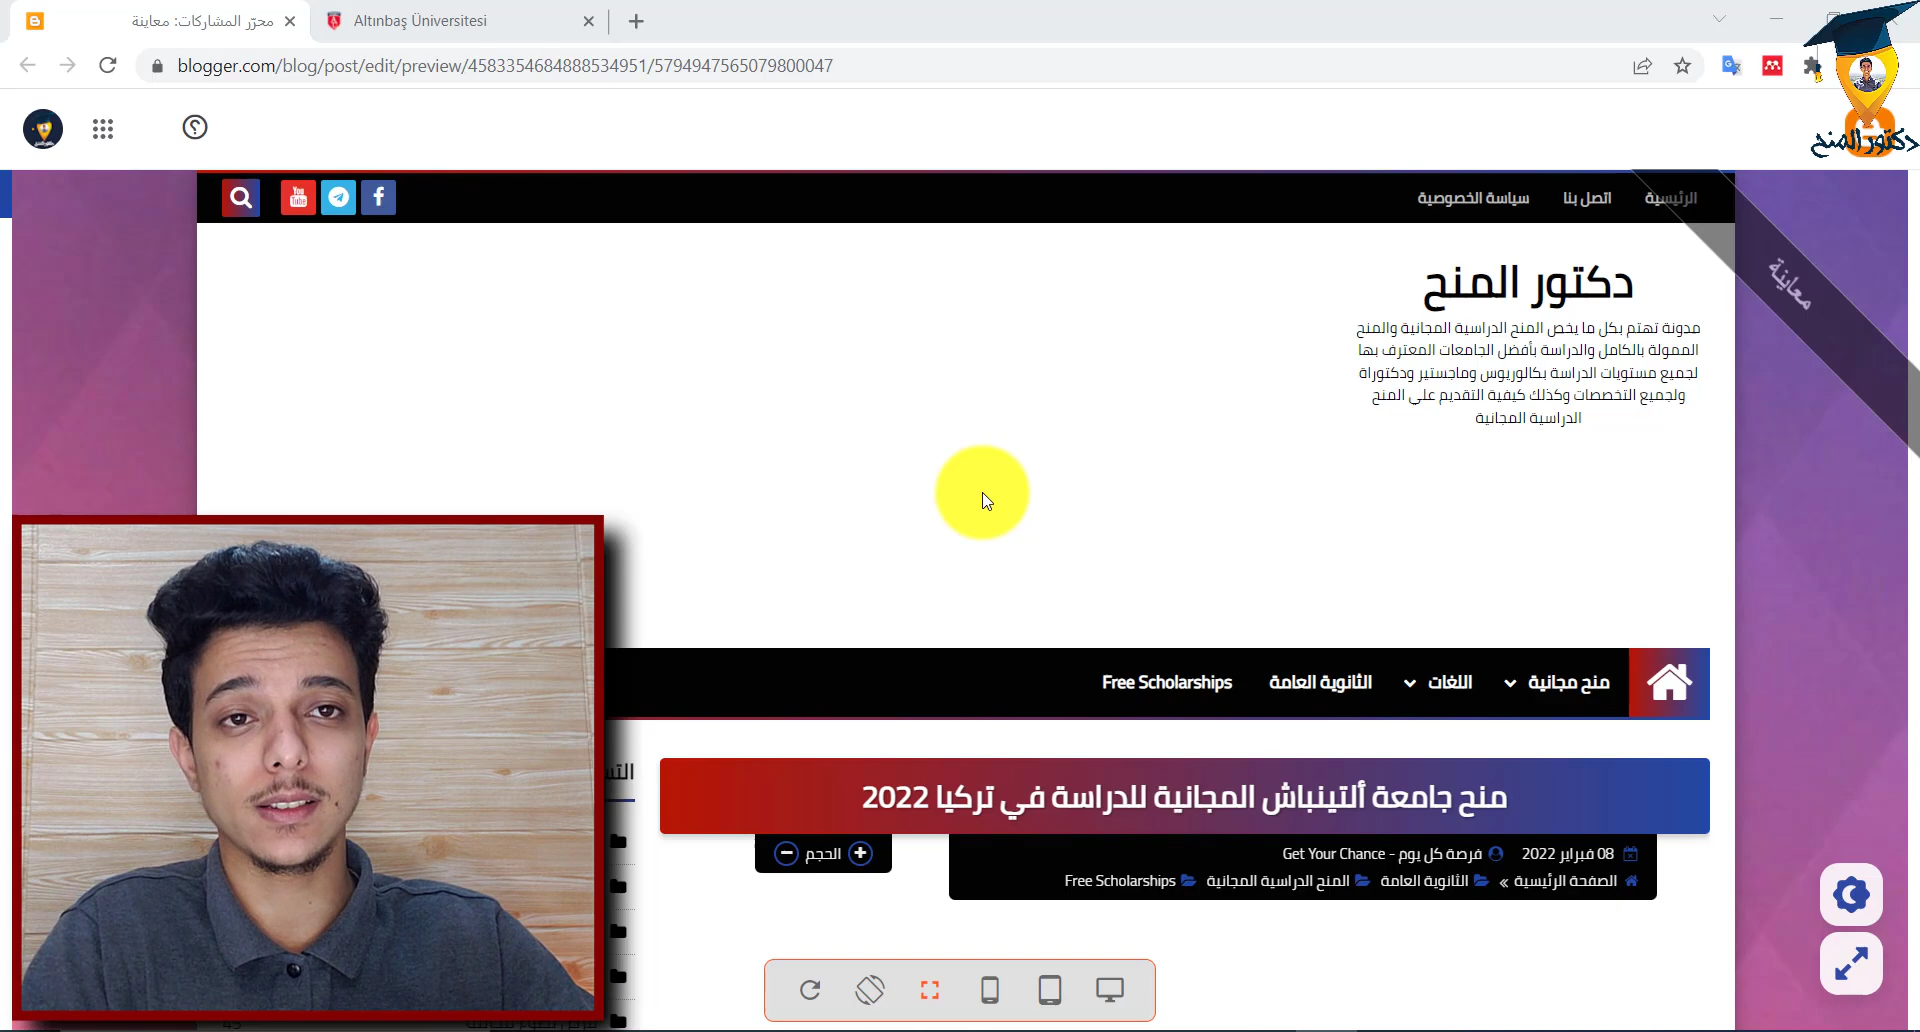 محرّر المشاركات: معاينة
Altınbaş Üniversitesi
blogger.com/blog/post/edit/preview/4583354684888534951/5794947565079800047
دكتور المنح
You
Tube
الرئيسية
اتصل بنا
سياسة الخصوصية
معاينة
دكتور المنح
مدونة تهتم بكل ما يخص المنح الدراسية المجانية والمنح
الممولة بالكامل والدراسة بأفضل الجامعات المعترف بها
لجميع مستويات الدراسة بكالوريوس وماجستير ودكتوراة
ولجميع التخصصات وكذلك كيفية التقديم علي المنح
الدراسية المجانية
منح مجانية
اللغات
الثانوية العامة
Free Scholarships
منح جامعة ألتينباش المجانية للدراسة في تركيا 2022
08 فبراير 2022
فرصة كل يوم - Get Your Chance
الحجم
الصفحة الرئيسية » الثانوية العامة المنح الدراسية المجانية Free Scholarships